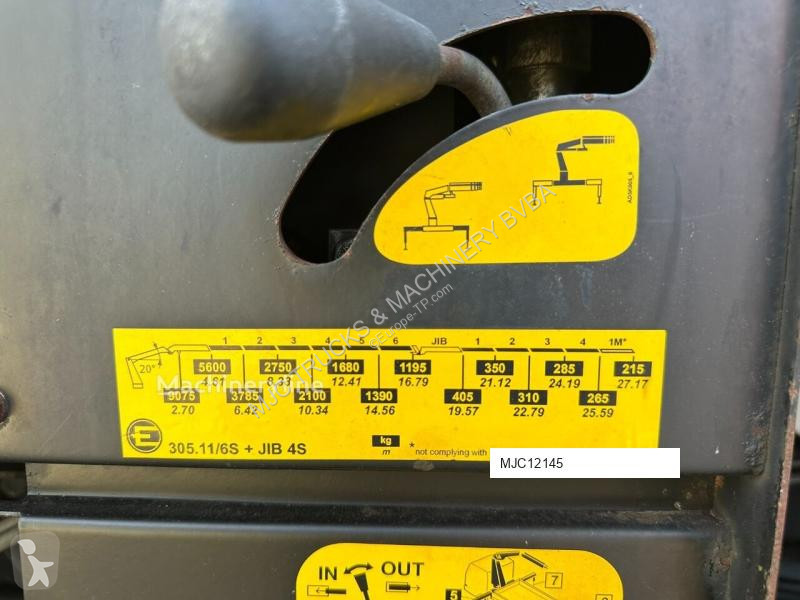 ADSK005_6
MJC TRUCKS & MACHINERY BVBA
©Europe-TP.com
Machineryline
1 2 3 4 5 6 JIB 1 2 3 4 1M*
20° 5600 2750 1680 1195 350 285 215
4.61 8.33 12.41 16.79 21.12 24.19 27.17
9075 3785 2100 1390 405 310 265
2.70 6.42 10.34 14.56 19.57 22.79 25.59
E 305.11/6S + JIB 4S
kg
m
* not complying with
MJC12145
IN OUT
5 7